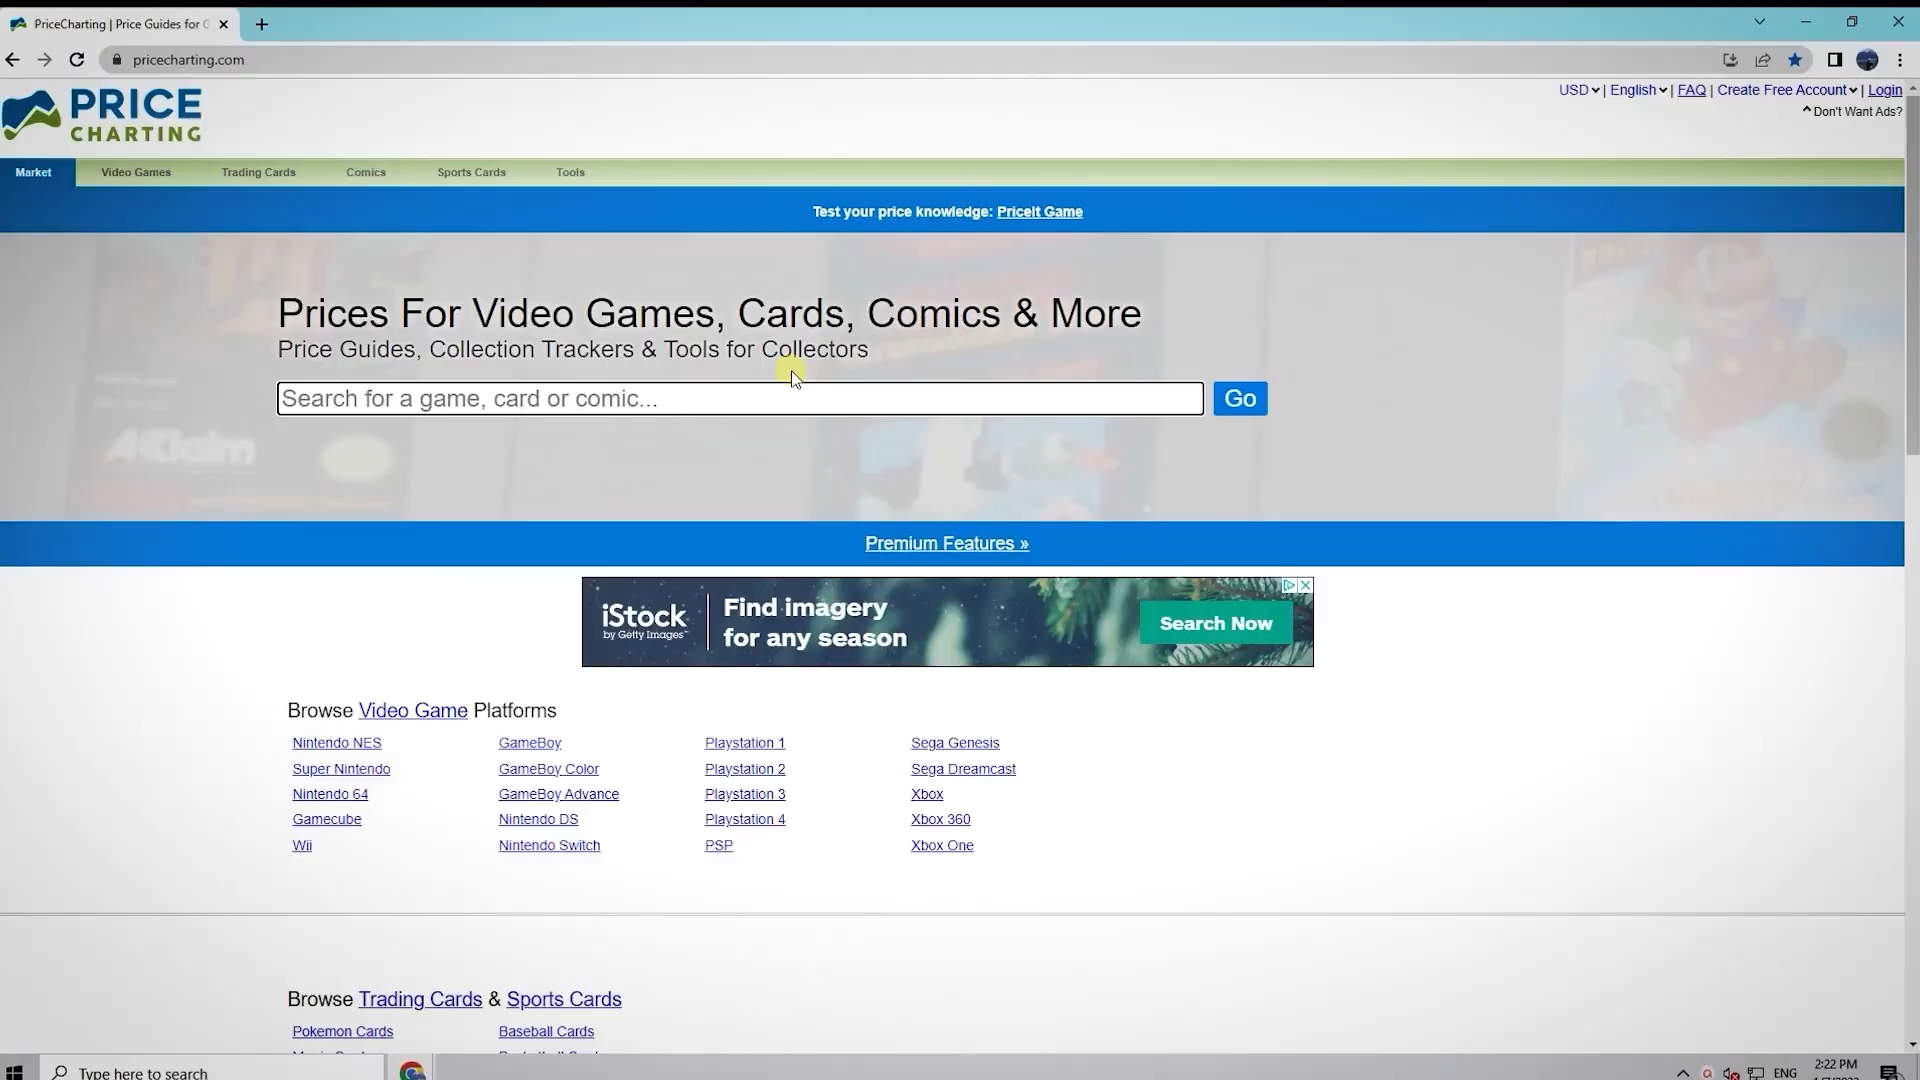 PriceCharting | Price Guides for G
pricecharting.com
USD | English | FAQ | Create Free Account | Login
Don't Want Ads?
PRICE
CHARTING
Market Video Games Trading Cards Comics Sports Cards Tools
Test your price knowledge: PriceIt Game
Prices For Video Games, Cards, Comics & More
Price Guides, Collection Trackers & Tools for Collectors
Search for a game, card or comic... Go
AKClaim
Premium Features »
iStock
by Getty Images™
Find imagery
for any season
Search Now
Browse Video Game Platforms
Nintendo NES GameBoy Playstation 1 Sega Genesis
Super Nintendo GameBoy Color Playstation 2 Sega Dreamcast
Nintendo 64 GameBoy Advance Playstation 3 Xbox
Gamecube Nintendo DS Playstation 4 Xbox 360
Wii Nintendo Switch PSP Xbox One
Browse Trading Cards & Sports Cards
Pokemon Cards Baseball Cards
Type here to search
ENG
2:22 PM